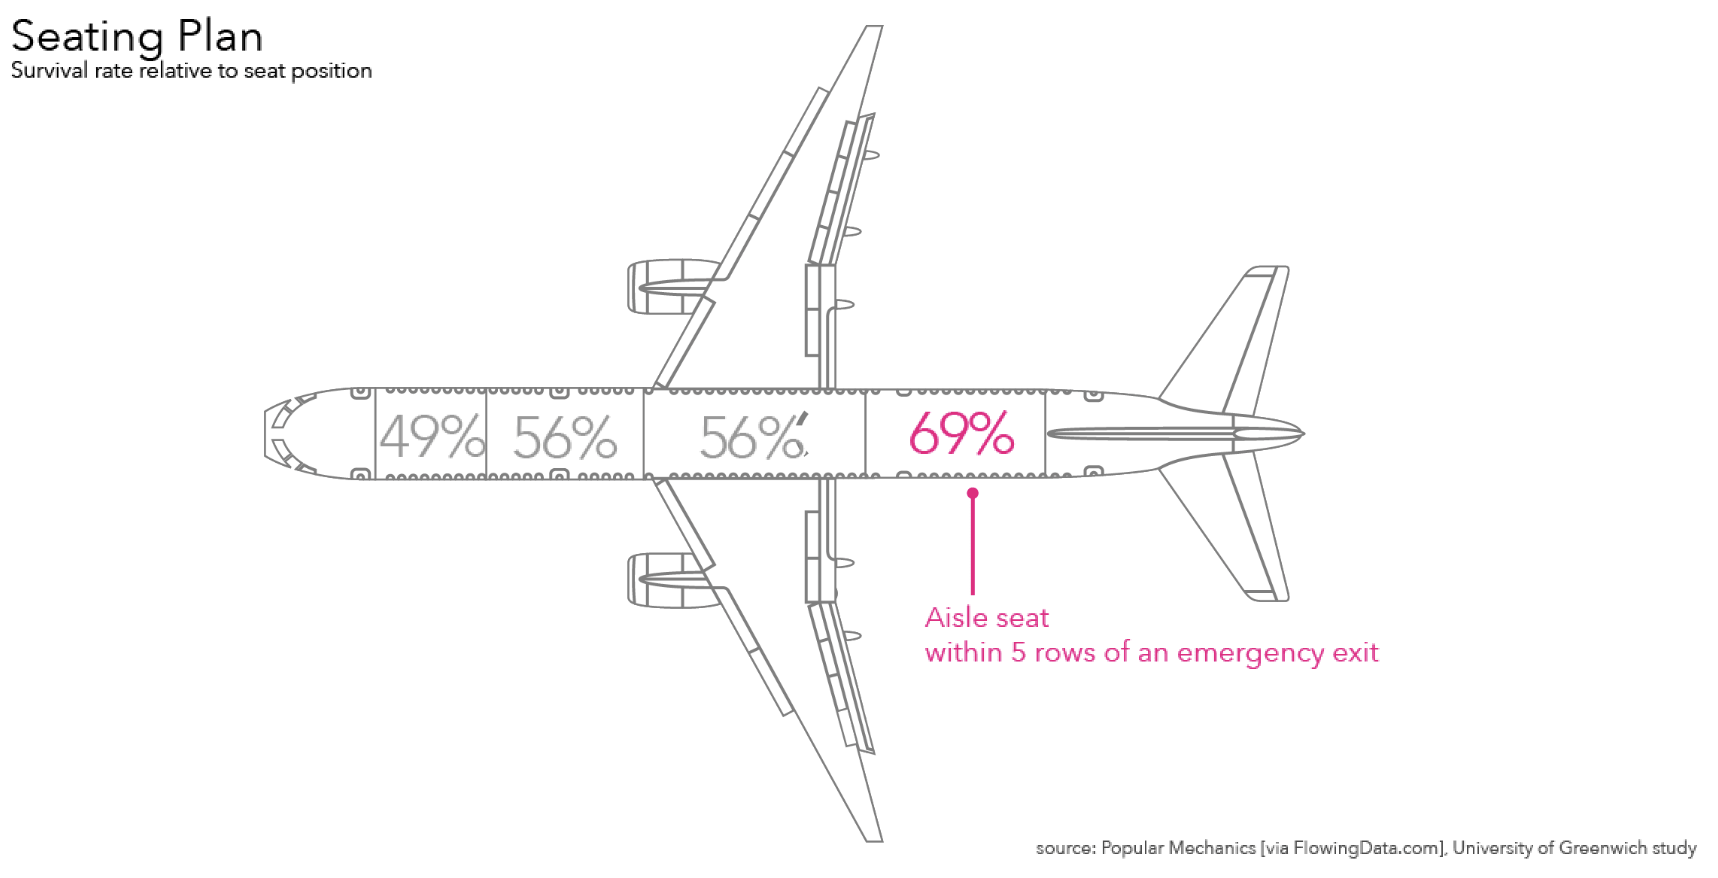 Seating Plan
Survival rate relative to seat position
49% 56% 56% 69%
Aisle seat
within 5 rows of an emergency exit
source: Popular Mechanics [via FlowingData.com], University of Greenwich study